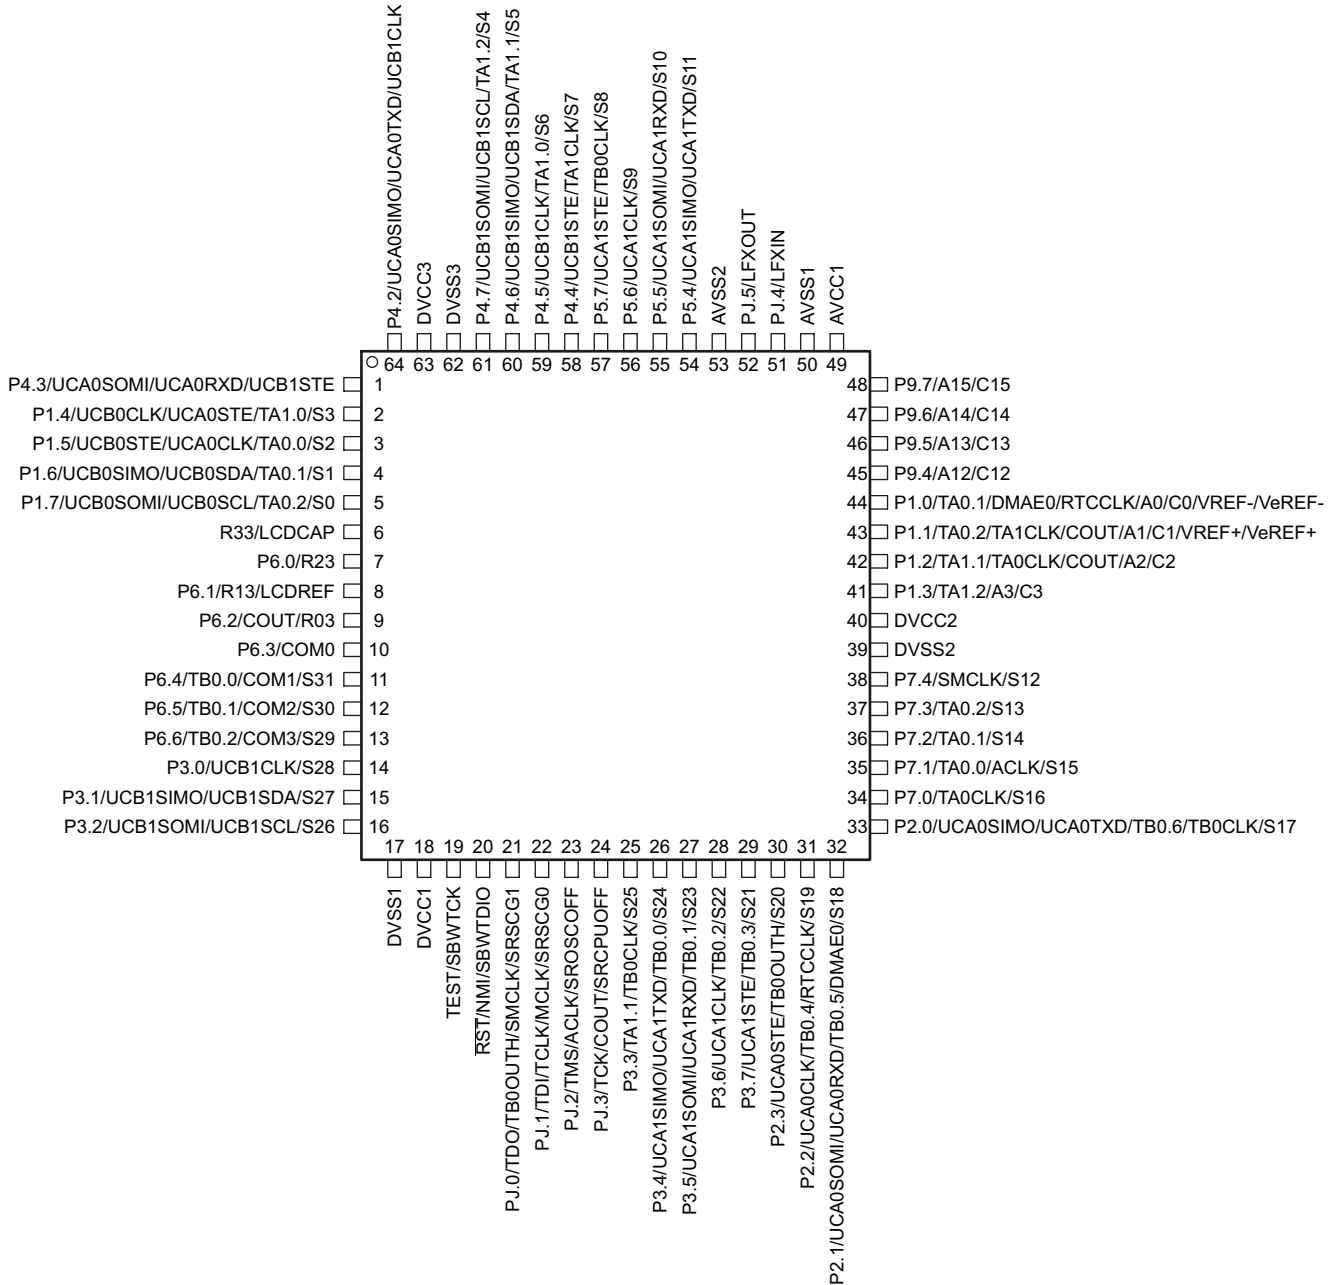 P4.2/UCA0SIMO/UCA0TXD/UCB1CLK
DVCC3
DVSS3
P4.7/UCB1SOMI/UCB1SCL/TA1.2/S4
P4.6/UCB1SIMO/UCB1SDA/TA1.1/S5
P4.5/UCB1CLK/TA1.0/S6
P4.4/UCB1STE/TA1CLK/S7
P5.7/UCA1STE/TB0CLK/S8
P5.6/UCA1CLK/S9
P5.5/UCA1SOMI/UCA1RXD/S10
P5.4/UCA1SIMO/UCA1TXD/S11
AVSS2
PJ.5/LFXOUT
PJ.4/LFXIN
AVSS1
AVCC1
64 63 62 61 60 59 58 57 56 55 54 53 52 51 50 49
P4.3/UCA0SOMI/UCA0RXD/UCB1STE 1
P1.4/UCB0CLK/UCA0STE/TA1.0/S3 2
P1.5/UCB0STE/UCA0CLK/TA0.0/S2 3
P1.6/UCB0SIMO/UCB0SDA/TA0.1/S1 4
P1.7/UCB0SOMI/UCB0SCL/TA0.2/S0 5
R33/LCDCAP 6
P6.0/R23 7
P6.1/R13/LCDREF 8
P6.2/COUT/R03 9
P6.3/COM0 10
P6.4/TB0.0/COM1/S31 11
P6.5/TB0.1/COM2/S30 12
P6.6/TB0.2/COM3/S29 13
P3.0/UCB1CLK/S28 14
P3.1/UCB1SIMO/UCB1SDA/S27 15
P3.2/UCB1SOMI/UCB1SCL/S26 16
48 P9.7/A15/C15
47 P9.6/A14/C14
46 P9.5/A13/C13
45 P9.4/A12/C12
44 P1.0/TA0.1/DMAE0/RTCCLK/A0/C0/VREF-/VeREF-
43 P1.1/TA0.2/TA1CLK/COUT/A1/C1/VREF+/VeREF+
42 P1.2/TA1.1/TA0CLK/COUT/A2/C2
41 P1.3/TA1.2/A3/C3
40 DVCC2
39 DVSS2
38 P7.4/SMCLK/S12
37 P7.3/TA0.2/S13
36 P7.2/TA0.1/S14
35 P7.1/TA0.0/ACLK/S15
34 P7.0/TA0CLK/S16
33 P2.0/UCA0SIMO/UCA0TXD/TB0.6/TB0CLK/S17
17 18 19 20 21 22 23 24 25 26 27 28 29 30 31 32
DVSS1
DVCC1
TEST/SBWTCK
RST/NMI/SBWTDIO
PJ.0/TDO/TB0OUTH/SMCLK/SRSCG1
PJ.1/TDI/TCLK/MCLK/SRSCG0
PJ.2/TMS/ACLK/SROSCOFF
PJ.3/TCK/COUT/SRCPUOFF
P3.3/TA1.1/TB0CLK/S25
P3.4/UCA1SIMO/UCA1TXD/TB0.0/S24
P3.5/UCA1SOMI/UCA1RXD/TB0.1/S23
P3.6/UCA1CLK/TB0.2/S22
P3.7/UCA1STE/TB0.3/S21
P2.3/UCA0STE/TB0OUTH/S20
P2.2/UCA0CLK/TB0.4/RTCCLK/S19
P2.1/UCA0SOMI/UCA0RXD/TB0.5/DMAE0/S18